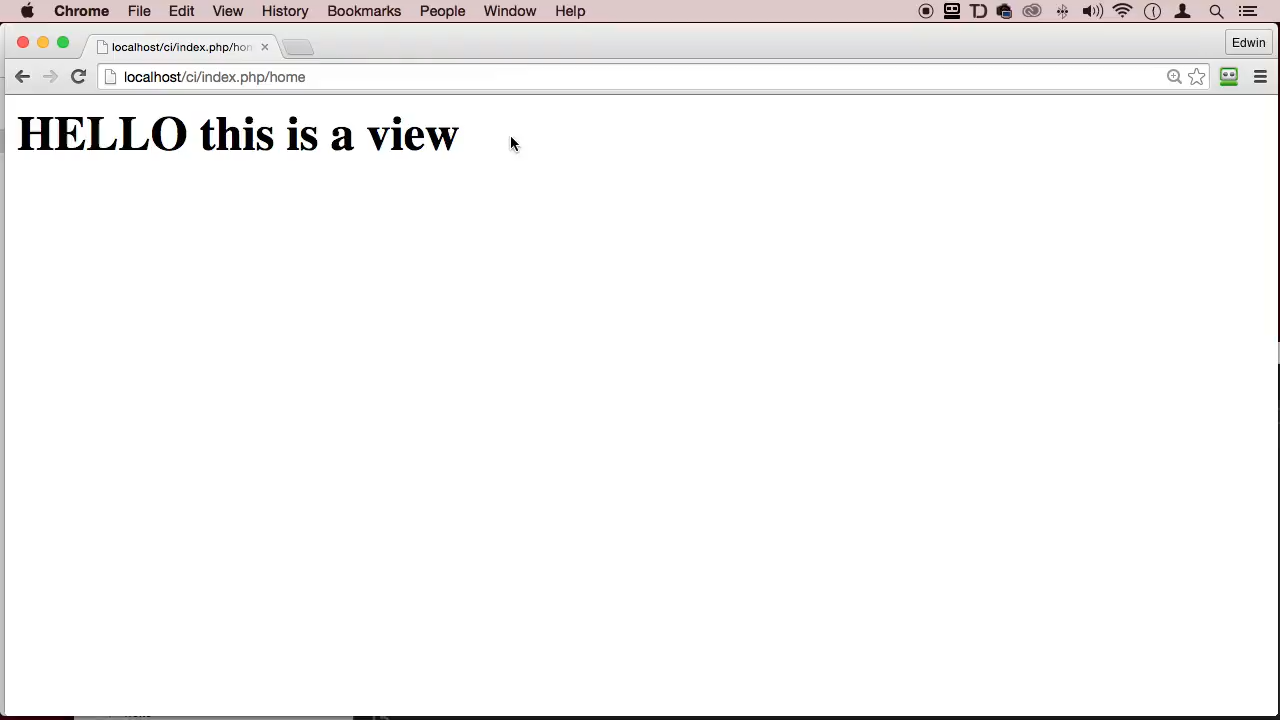 Chrome File Edit View History Bookmarks People Window Help
localhost/ci/index.php/hon
Edwin
localhost/ci/index.php/home
HELLO this is a view